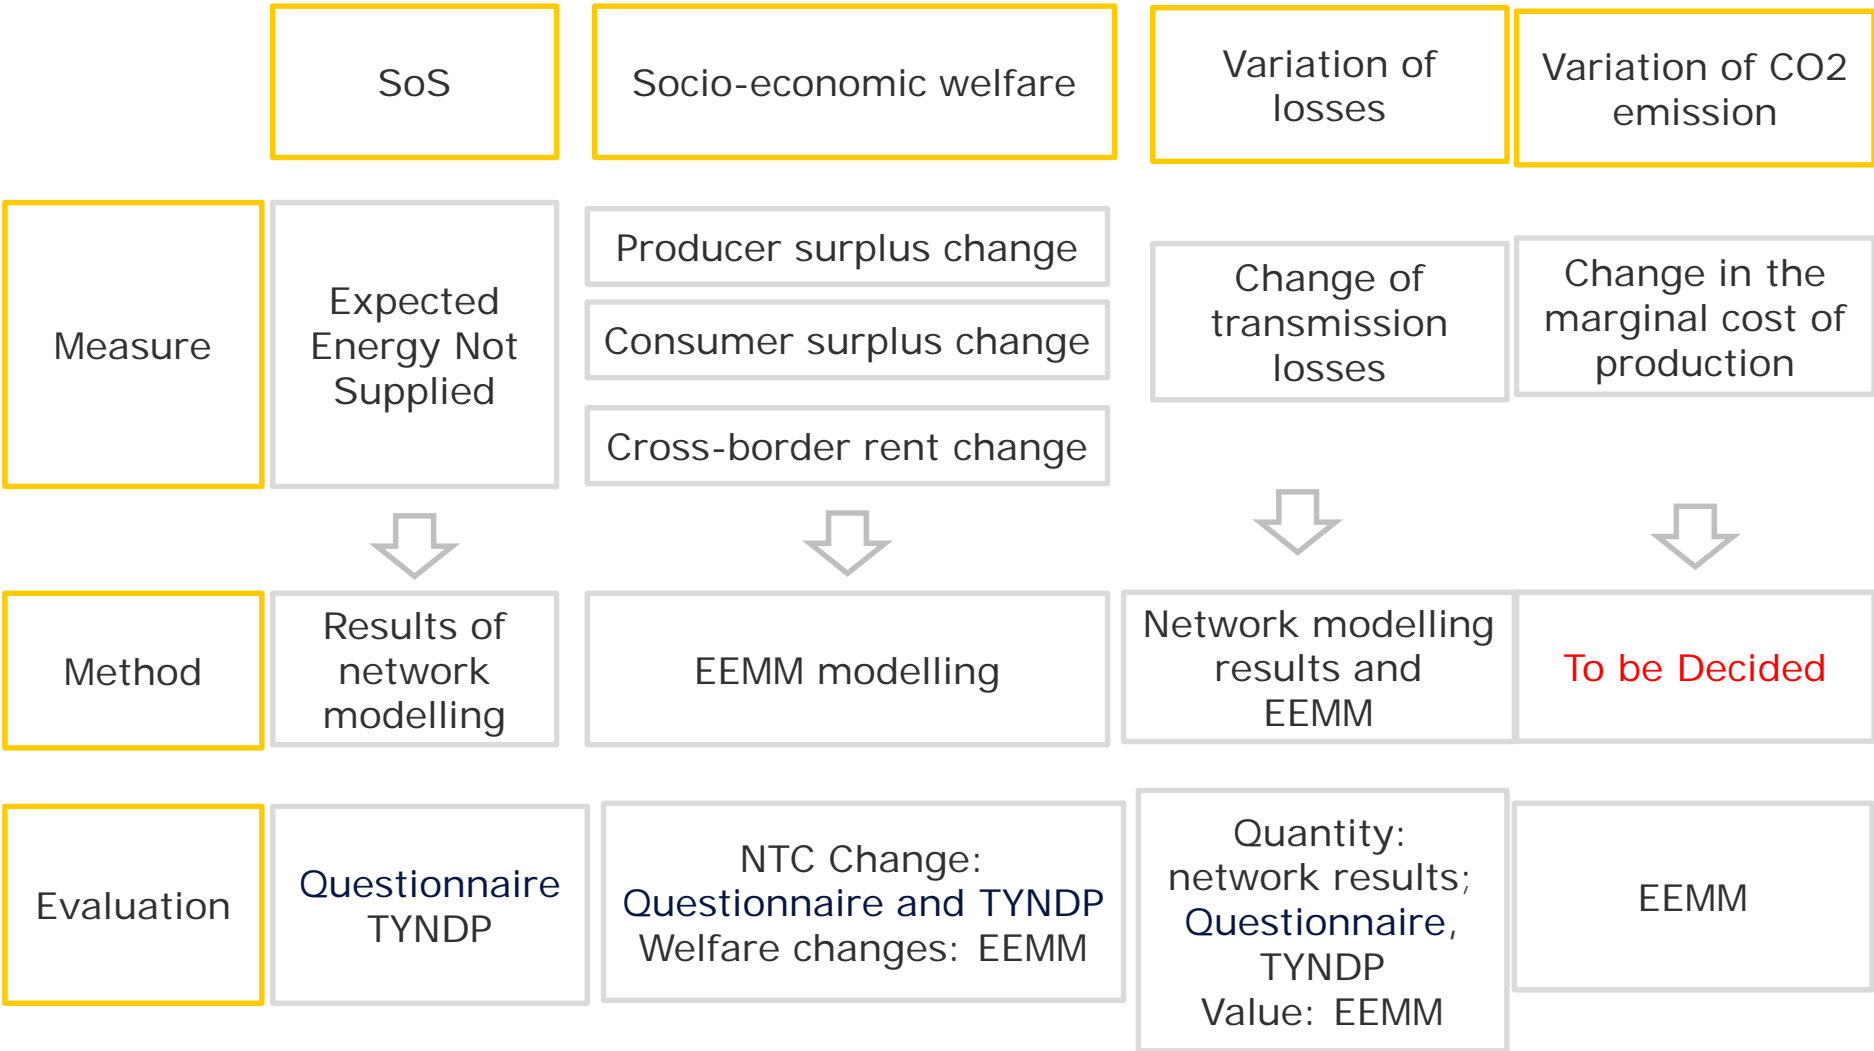 SoS
Socio-economic welfare
Variation of
losses
Variation of CO2
emission
Measure
Expected
Energy Not
Supplied
Producer surplus change
Consumer surplus change
Cross-border rent change
Change of
transmission
losses
Change in the
marginal cost of
production
Method
Results of
network
modelling
EEMM modelling
Network modelling
results and
EEMM
To be Decided
Evaluation
Questionnaire
TYNDP
NTC Change:
Questionnaire and TYNDP
Welfare changes: EEMM
Quantity:
network results;
Questionnaire,
TYNDP
Value: EEMM
EEMM